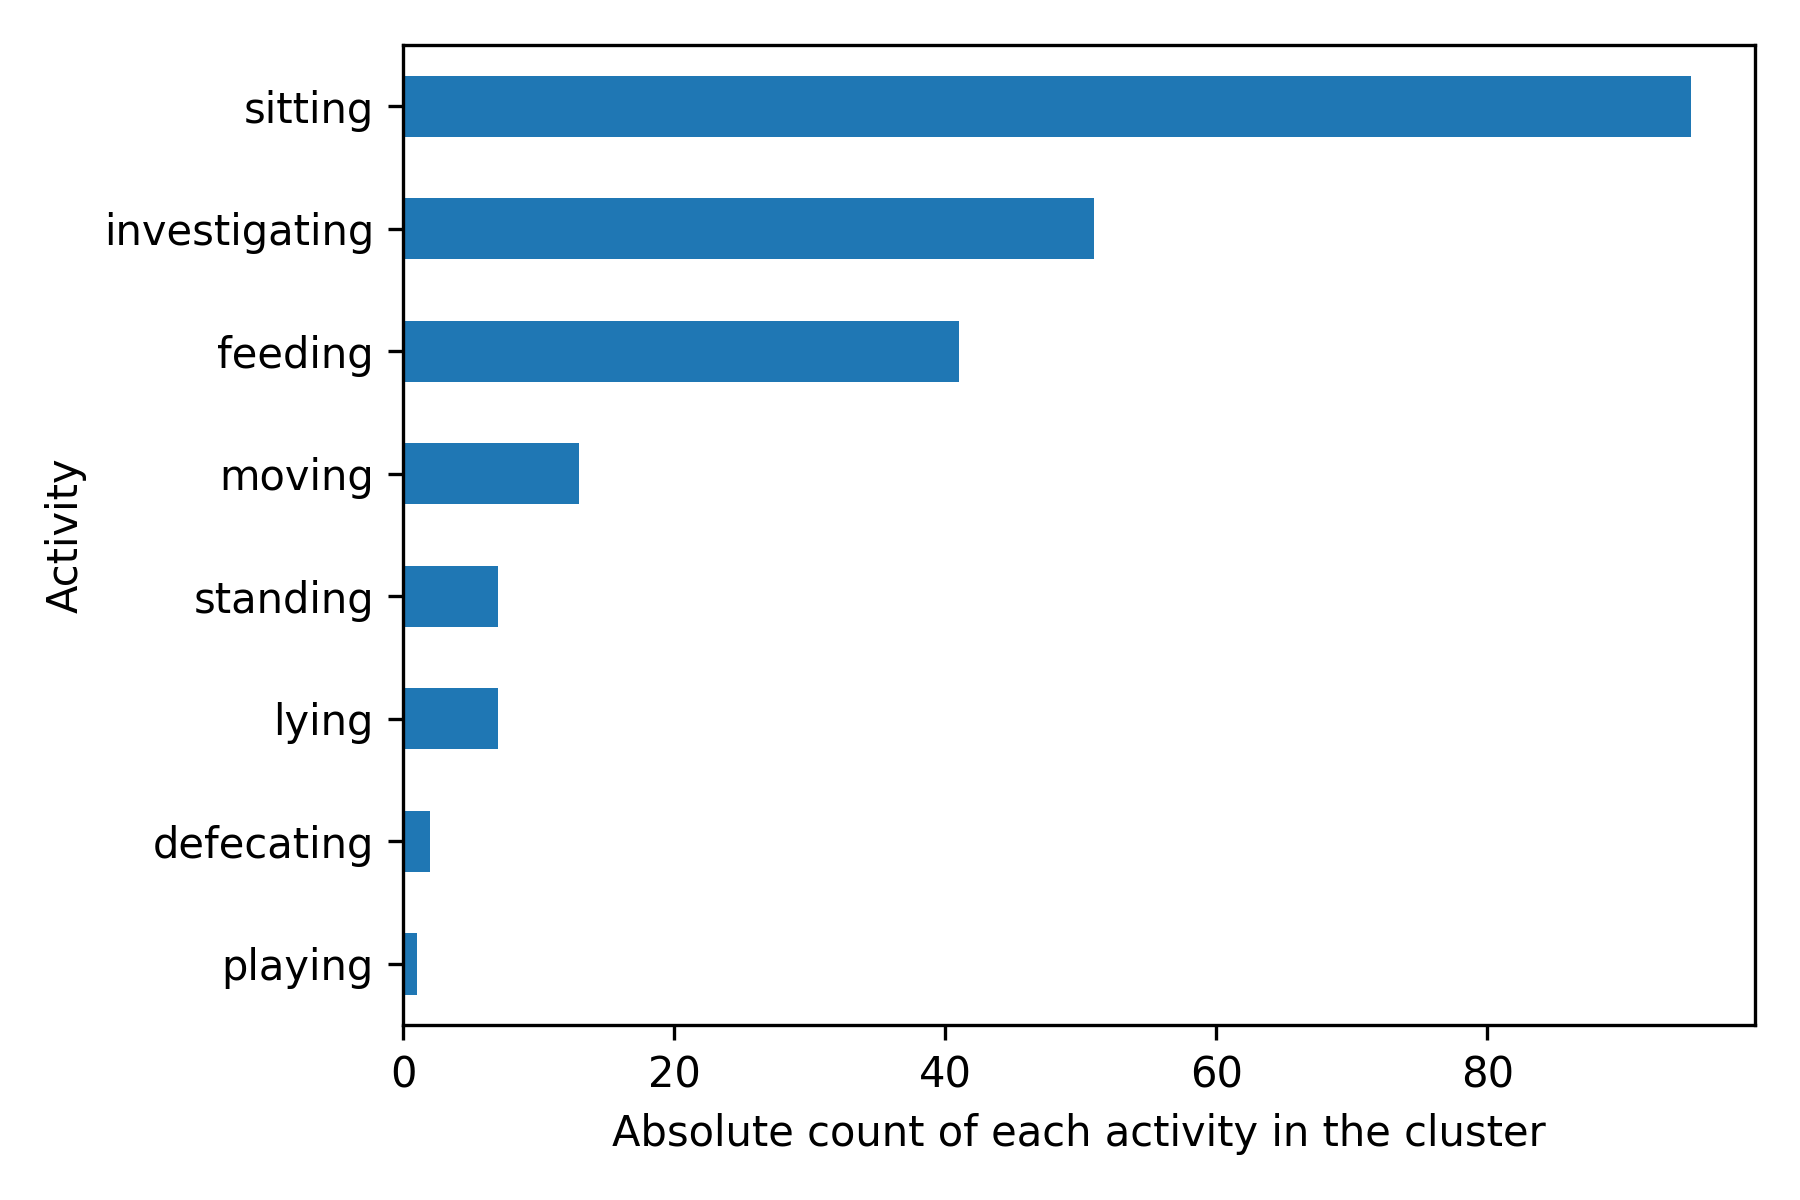 sitting
investigating
feeding
moving
standing
lying
defecating
playing
Activity
0 20 40 60 80
Absolute count of each activity in the cluster